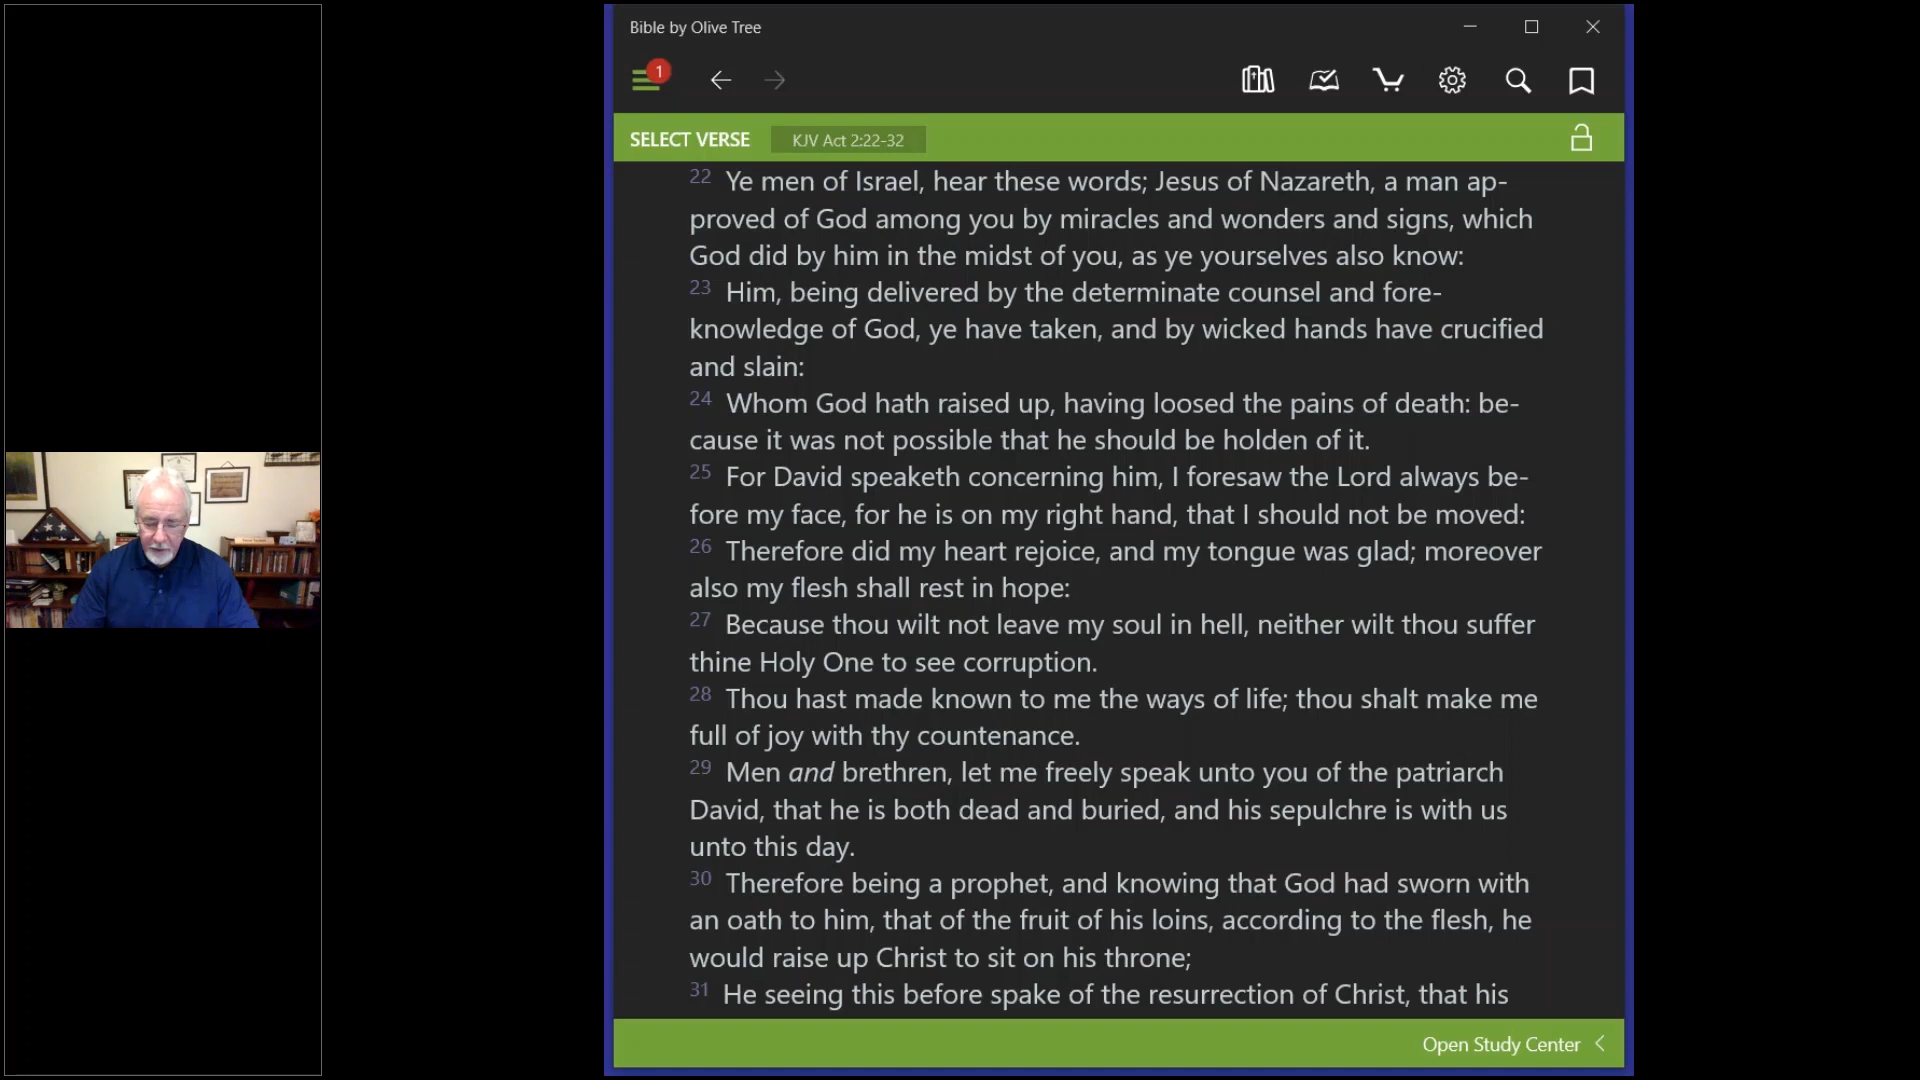 Bible by Olive Tree
1
SELECT VERSE KJV Act 2:22-32
22 Ye men of Israel, hear these words; Jesus of Nazareth, a man ap-
proved of God among you by miracles and wonders and signs, which
God did by him in the midst of you, as ye yourselves also know:
23 Him, being delivered by the determinate counsel and fore-
knowledge of God, ye have taken, and by wicked hands have crucified
and slain:
24 Whom God hath raised up, having loosed the pains of death: be-
cause it was not possible that he should be holden of it.
25 For David speaketh concerning him, I foresaw the Lord always be-
fore my face, for he is on my right hand, that I should not be moved:
26 Therefore did my heart rejoice, and my tongue was glad; moreover
also my flesh shall rest in hope:
27 Because thou wilt not leave my soul in hell, neither wilt thou suffer
thine Holy One to see corruption.
28 Thou hast made known to me the ways of life; thou shalt make me
full of joy with thy countenance.
29 Men and brethren, let me freely speak unto you of the patriarch
David, that he is both dead and buried, and his sepulchre is with us
unto this day.
30 Therefore being a prophet, and knowing that God had sworn with
an oath to him, that of the fruit of his loins, according to the flesh, he
would raise up Christ to sit on his throne;
31 He seeing this before spake of the resurrection of Christ, that his
Open Study Center